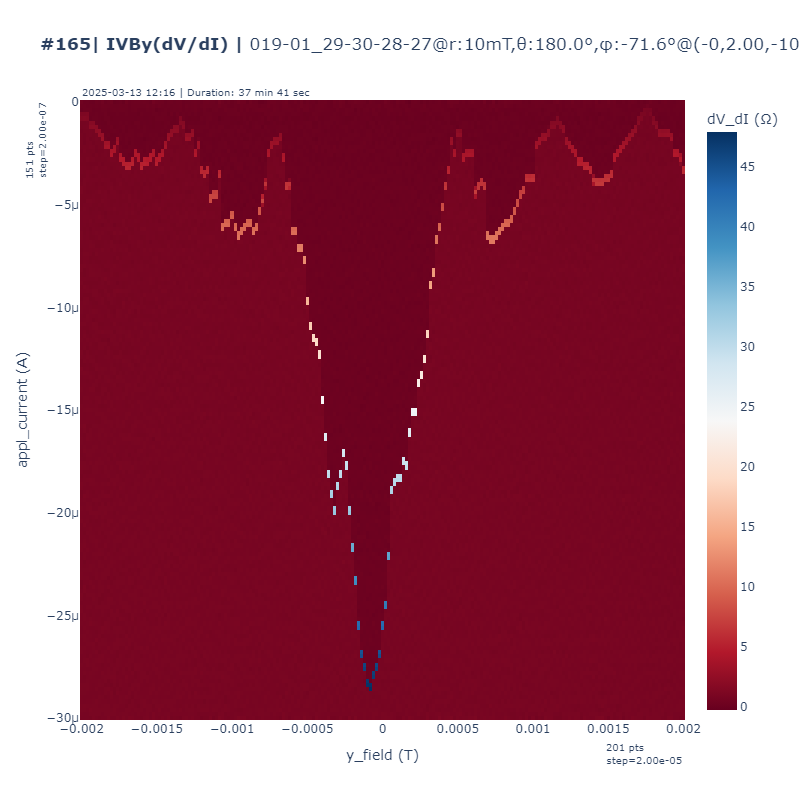 #165| IVBy(dV/dI) | 019-01_29-30-28-27@r:10mT,θ:180.0°,φ:-71.6°@(-0,2.00,-10
2025-03-13 12:16 | Duration: 37 min 41 sec
151 pts
step=2.00e-07
dV_dI (Ω)
0
−5μ
−10μ
−15μ
−20μ
−25μ
−30μ
appl_current (A)
45
40
35
30
25
20
15
10
5
0
−0.002
−0.0015
−0.001
−0.0005
0
0.0005
0.001
0.0015
0.002
y_field (T)
201 pts
step=2.00e-05